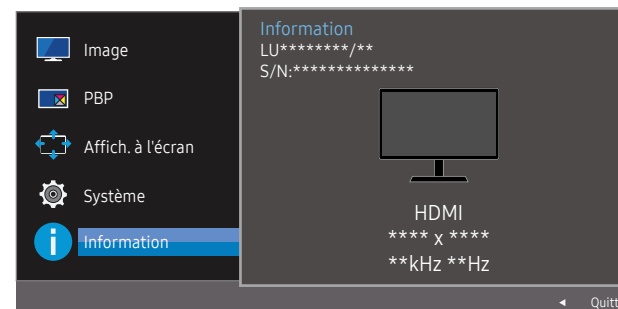 Image
PBP
Affich. à l'écran
Système
Information
Information
LU********/**
S/N:**************
HDMI
**** x ****
**kHz **Hz
◄ Quitt